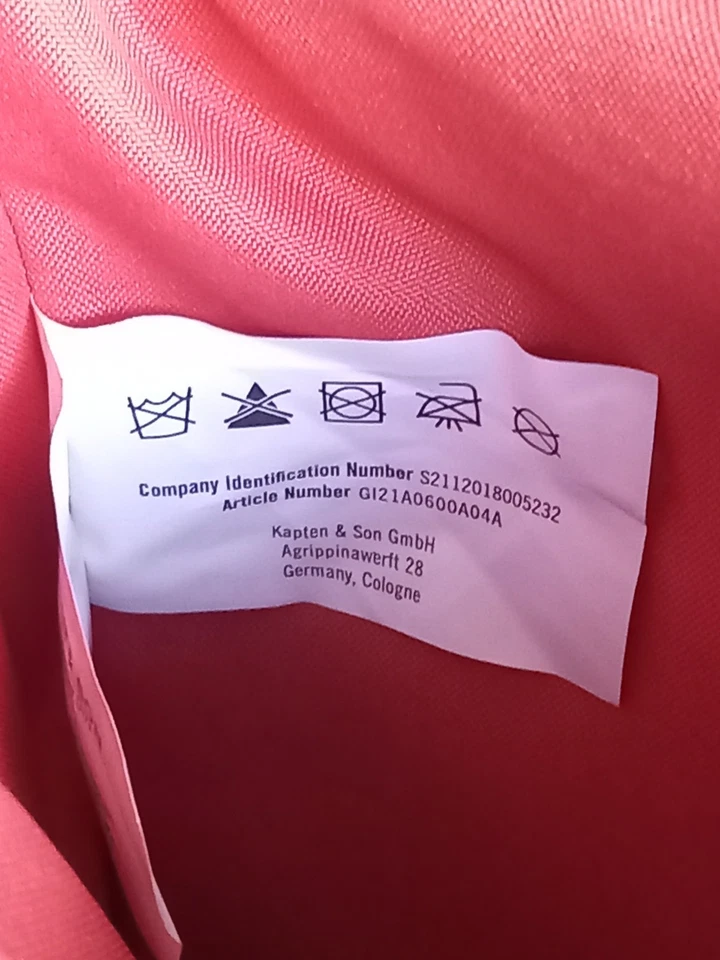 Company Identification Number S2112018005232
Article Number GI21A0600A04A
Kapten & Son GmbH
Agrippinawerft 28
Germany, Cologne